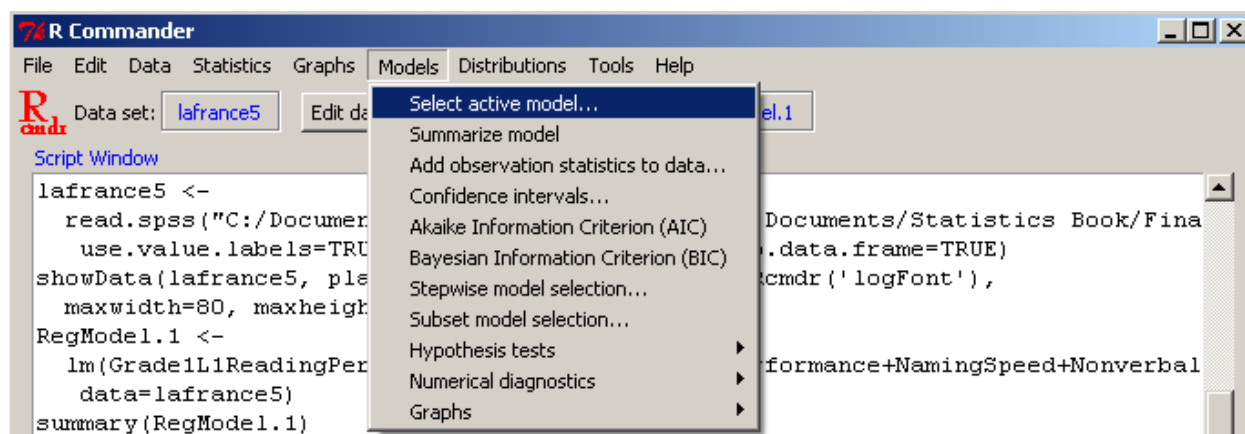 R Commander
File Edit Data Statistics Graphs Models Distributions Tools Help
R cmdr Data set: lafrance5 Edit
Select active model...
Summarize model
Add observation statistics to data...
Confidence intervals...
Akaike Information Criterion (AIC)
Bayesian Information Criterion (BIC)
Stepwise model selection...
Subset model selection...
Hypothesis tests
Numerical diagnostics
Graphs
el.1
Script Window
lafrance5 <-
read.spss("C:/Documen Documents/Statistics Book/Fina
use.value.labels=TRU .data.frame=TRUE)
showData(lafrance5, pla cmdr('logFont'),
maxwidth=80, maxheigh
RegModel.1 <-
lm(Grade1L1ReadingPer formance+NamingSpeed+Nonverbal
data=lafrance5)
summary(RegModel.1)